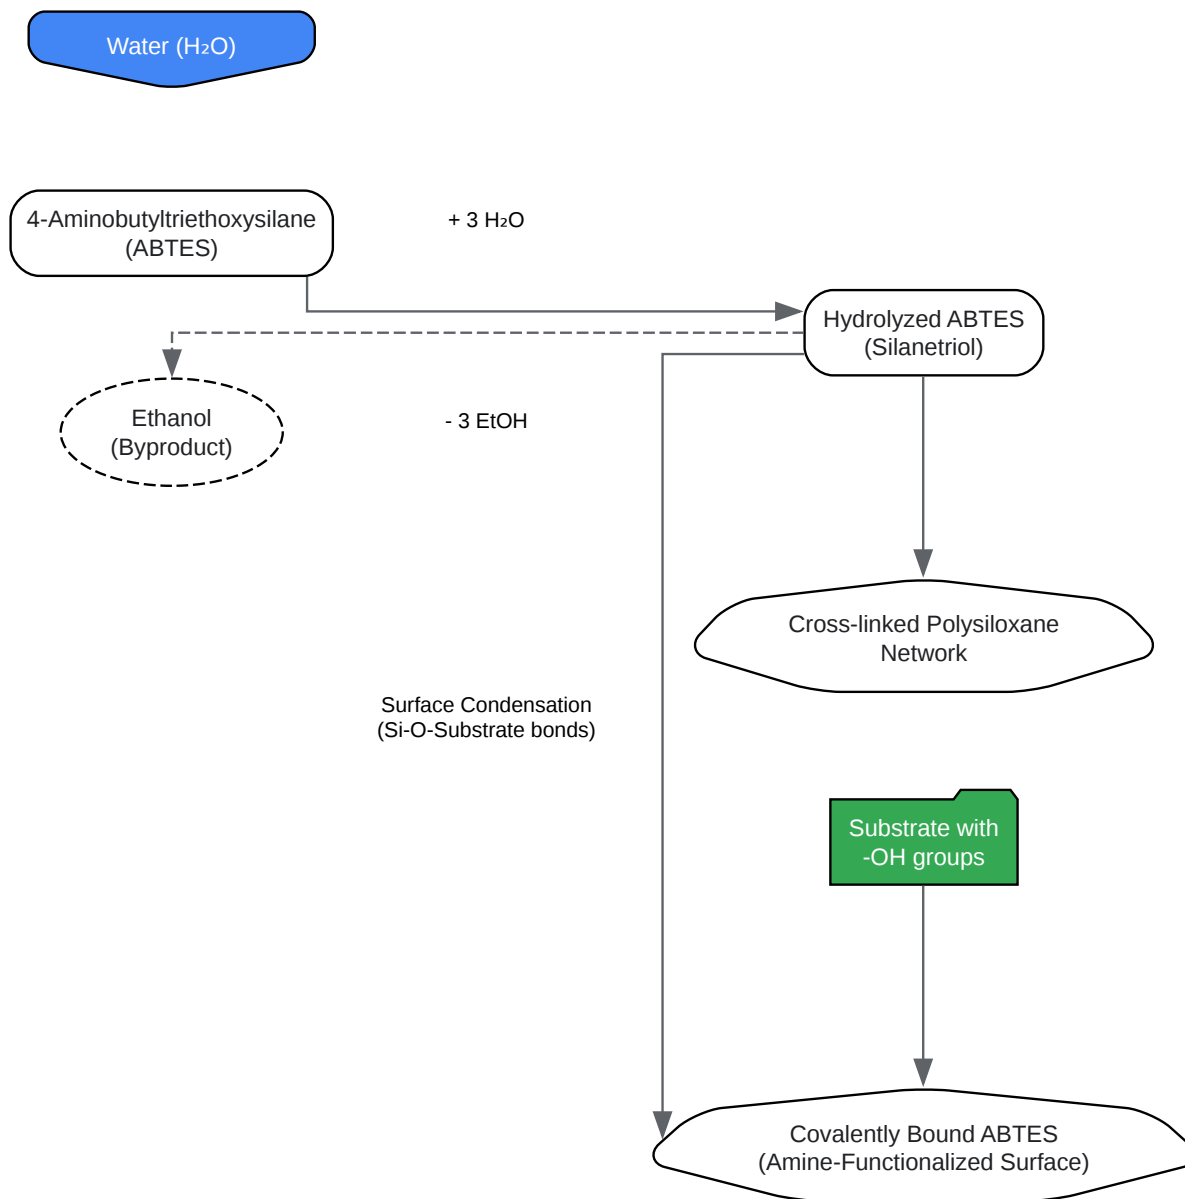 Water (H₂O)
4-Aminobutyltriethoxysilane
(ABTES)
+ 3 H₂O
Hydrolyzed ABTES
(Silanetriol)
Ethanol
(Byproduct)
- 3 EtOH
Cross-linked Polysiloxane
Network
Surface Condensation
(Si-O-Substrate bonds)
Substrate with
-OH groups
Covalently Bound ABTES
(Amine-Functionalized Surface)